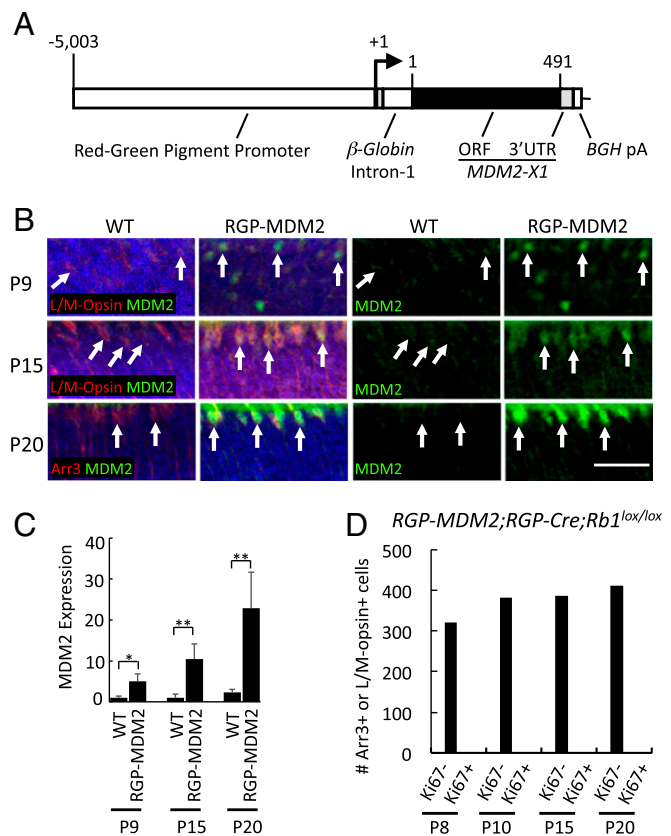 A
-5,003
+1
1
491
Red-Green Pigment Promoter
β-Globin
Intron-1
ORF 3'UTR
MDM2-X1
BGH pA
B
WT RGP-MDM2 WT RGP-MDM2
P9
L/M-Opsin MDM2
MDM2
P15
L/M-Opsin MDM2
MDM2
P20
Arr3 MDM2
MDM2
C
MDM2 Expression
40
30
20
10
0
*
**
**
WT
RGP-MDM2
WT
RGP-MDM2
WT
RGP-MDM2
P9 P15 P20
D
RGP-MDM2;RGP-Cre;Rb1lox/lox
# Arr3+ or L/M-opsin+ cells
500
400
300
200
100
0
Ki67-
Ki67+
Ki67-
Ki67+
Ki67-
Ki67+
Ki67-
Ki67+
P8 P10 P15 P20